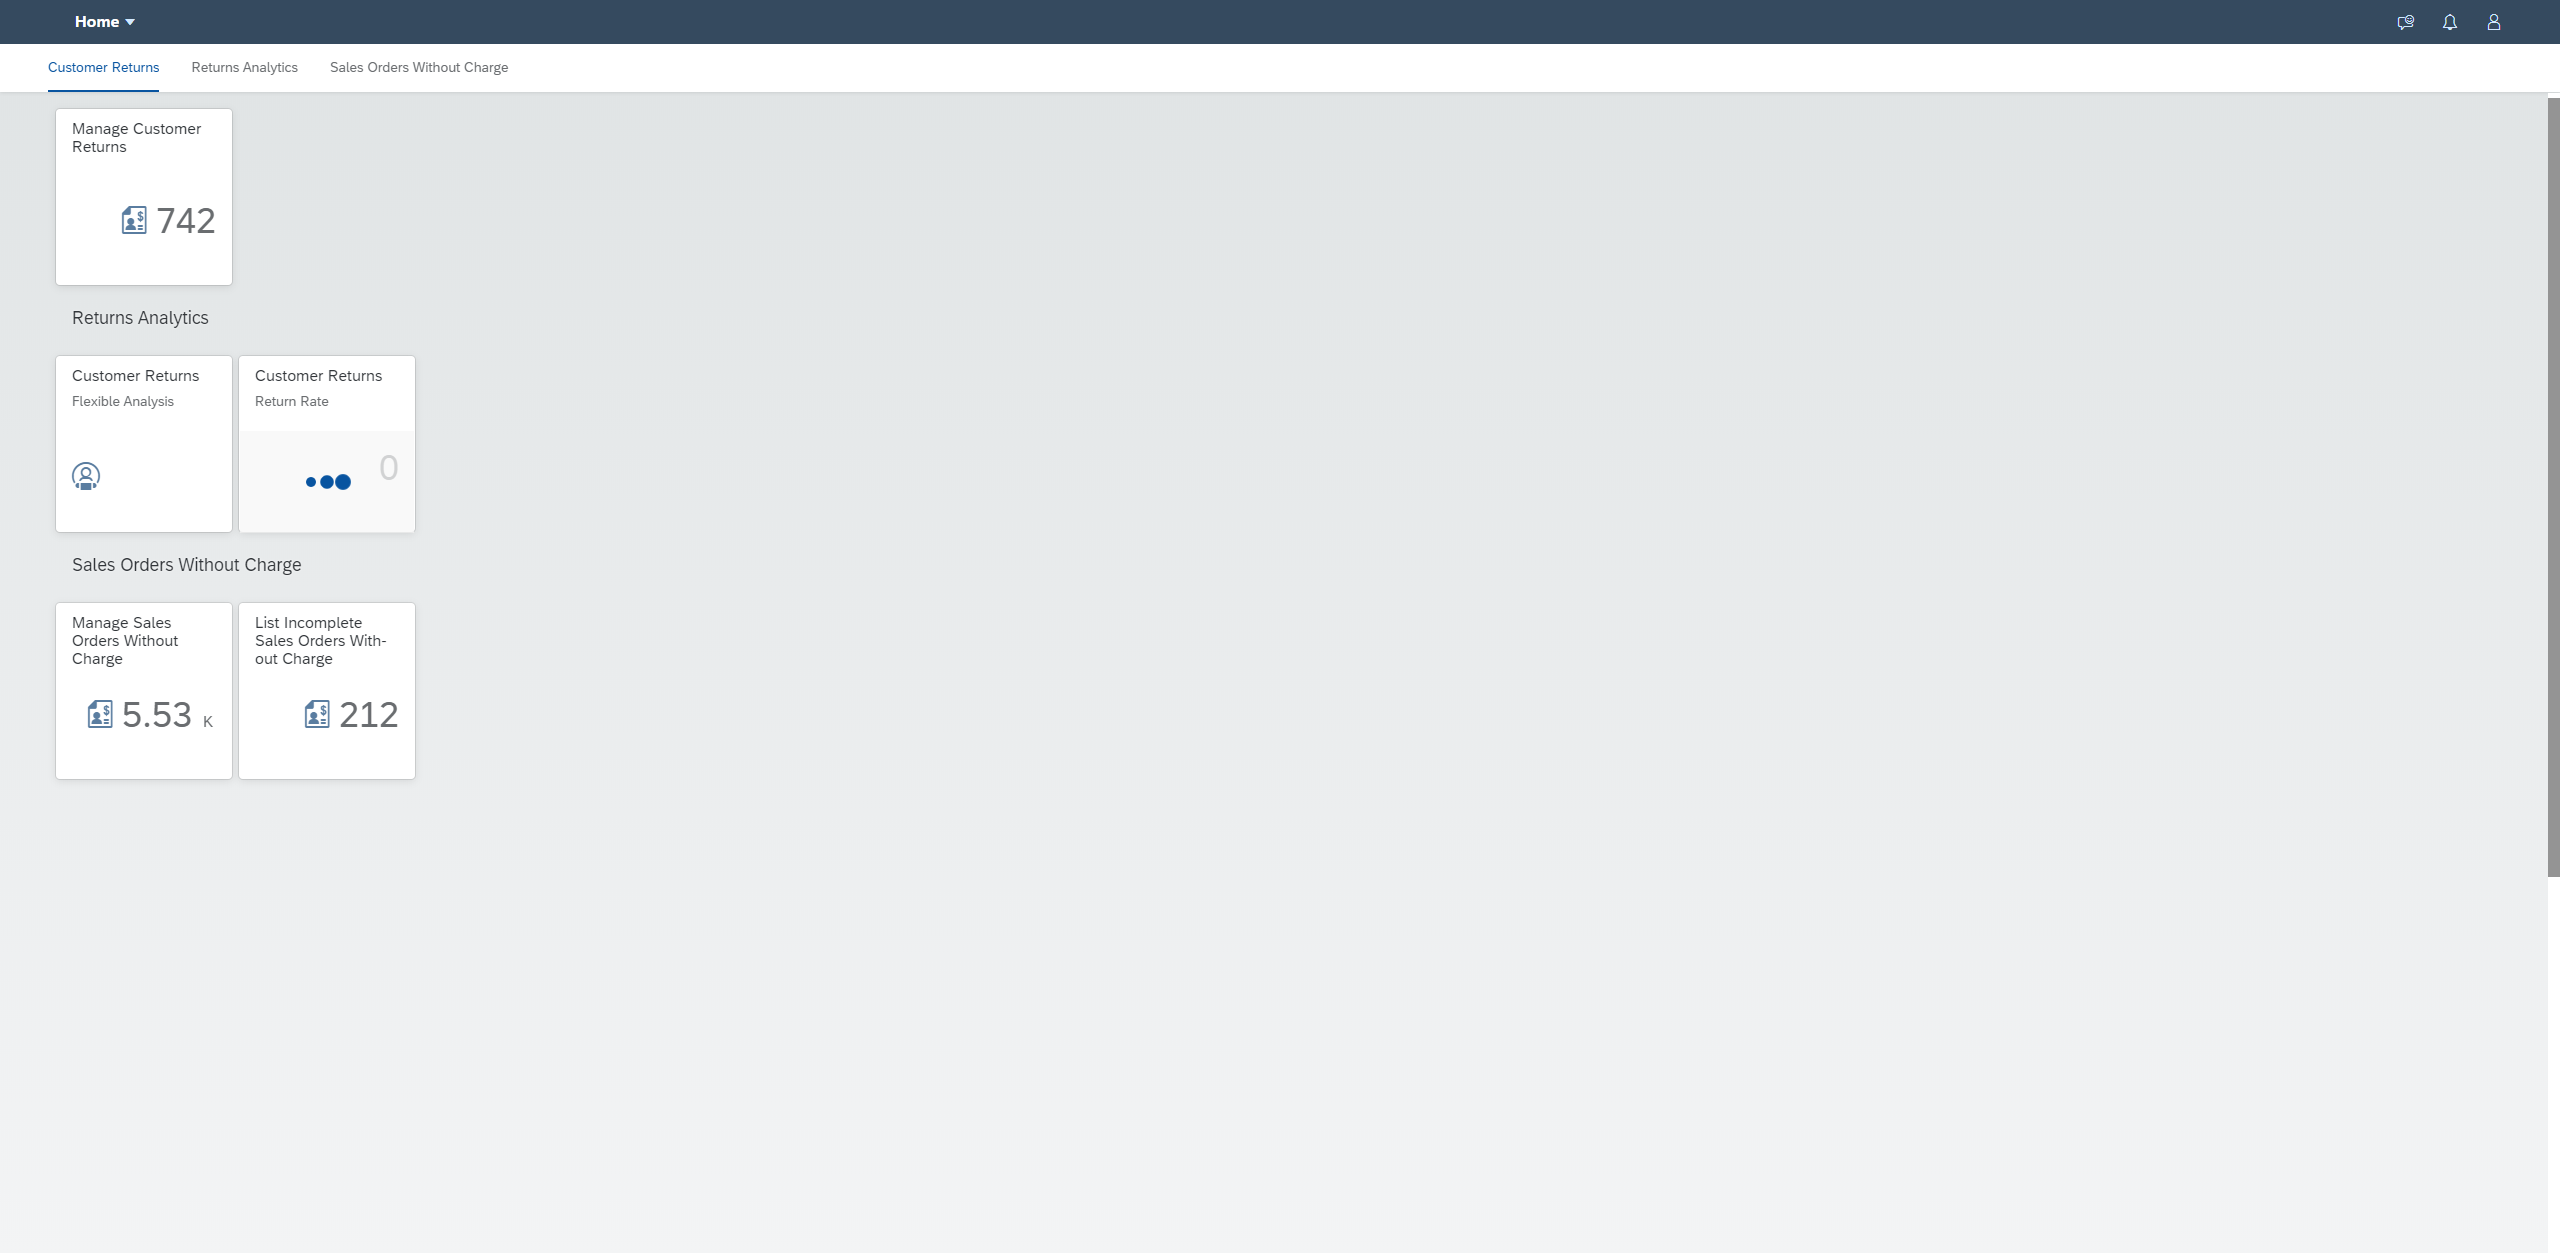 Home
Customer Returns
Returns Analytics
Sales Orders Without Charge
Manage Customer
Returns
742
Returns Analytics
Customer Returns
Flexible Analysis
Customer Returns
Return Rate
0
Sales Orders Without Charge
Manage Sales
Orders Without
Charge
5.53 K
List Incomplete
Sales Orders With-
out Charge
212